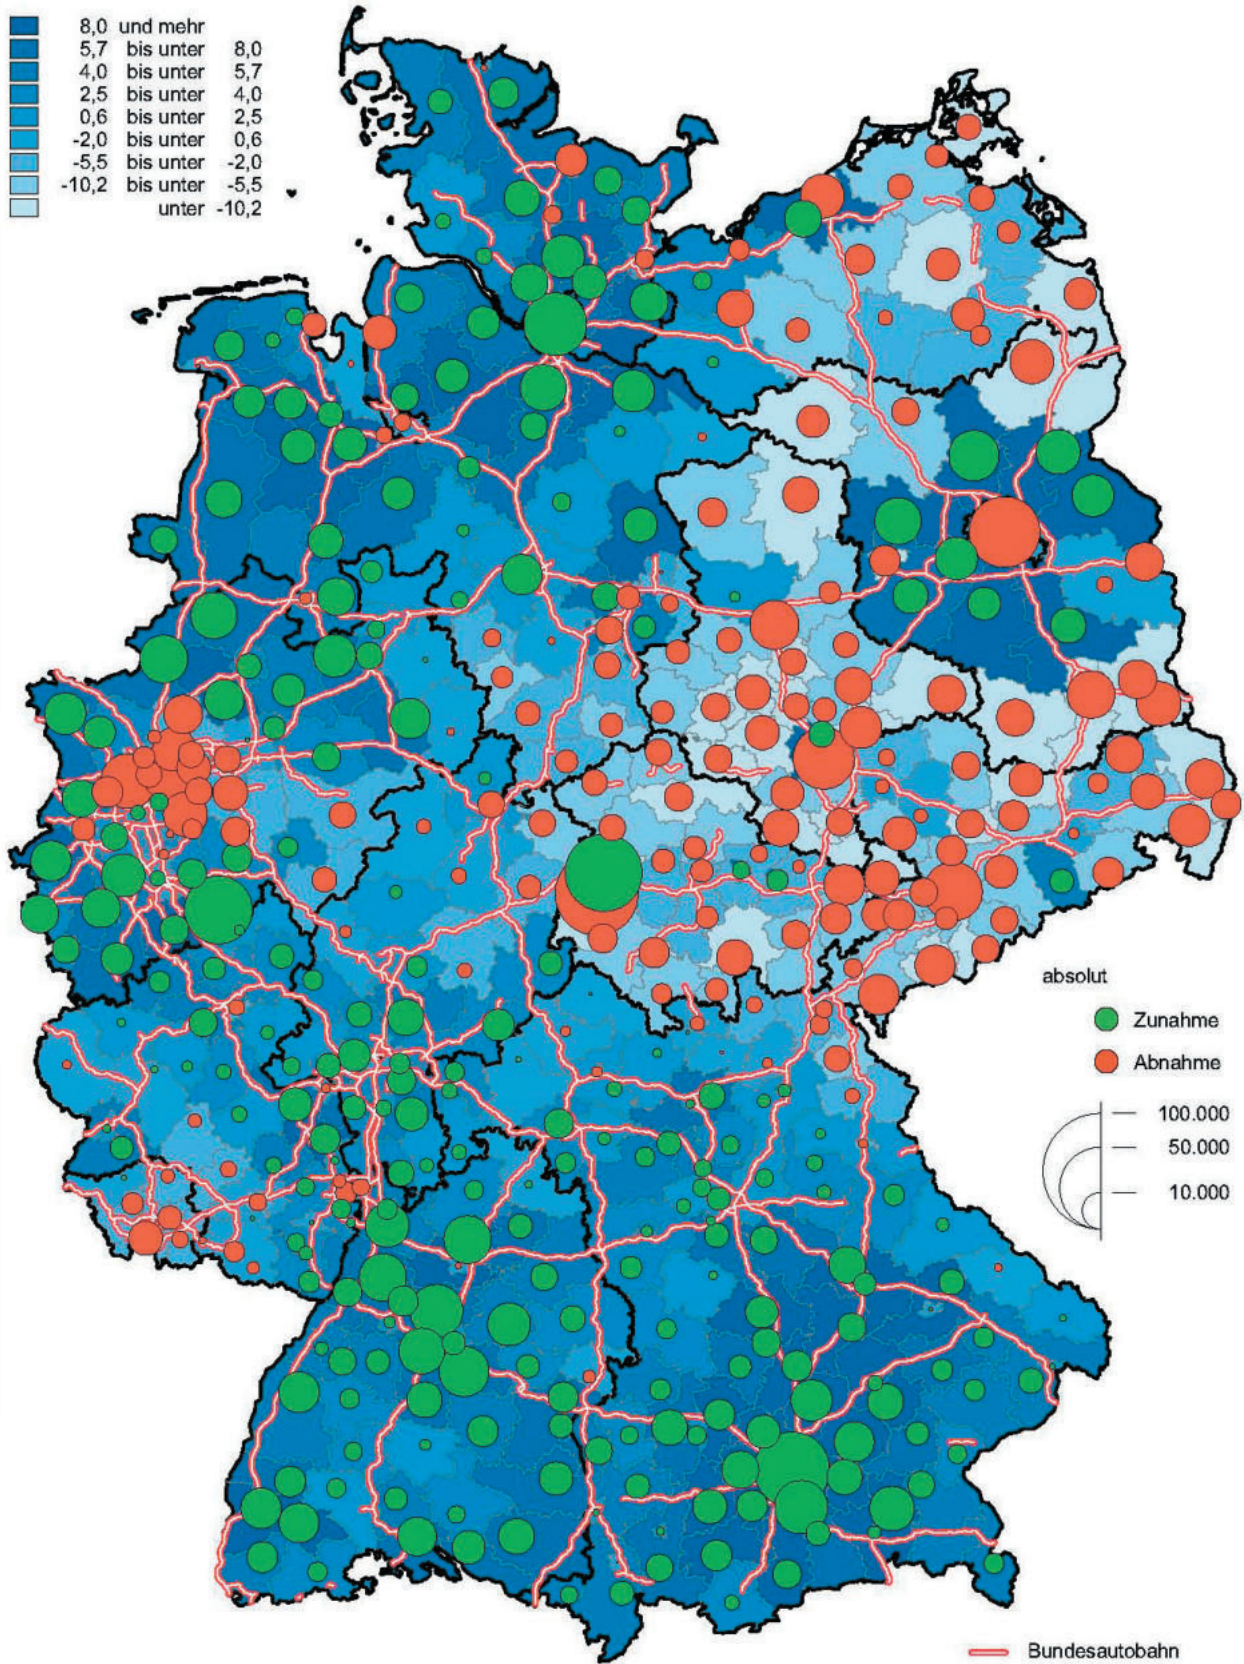 8,0 und mehr
5,7 bis unter 8,0
4,0 bis unter 5,7
2,5 bis unter 4,0
0,6 bis unter 2,5
-2,0 bis unter 0,6
-5,5 bis unter -2,0
-10,2 bis unter -5,5
unter -10,2
absolut
Zunahme
Abnahme
100.000
50.000
10.000
Bundesautobahn